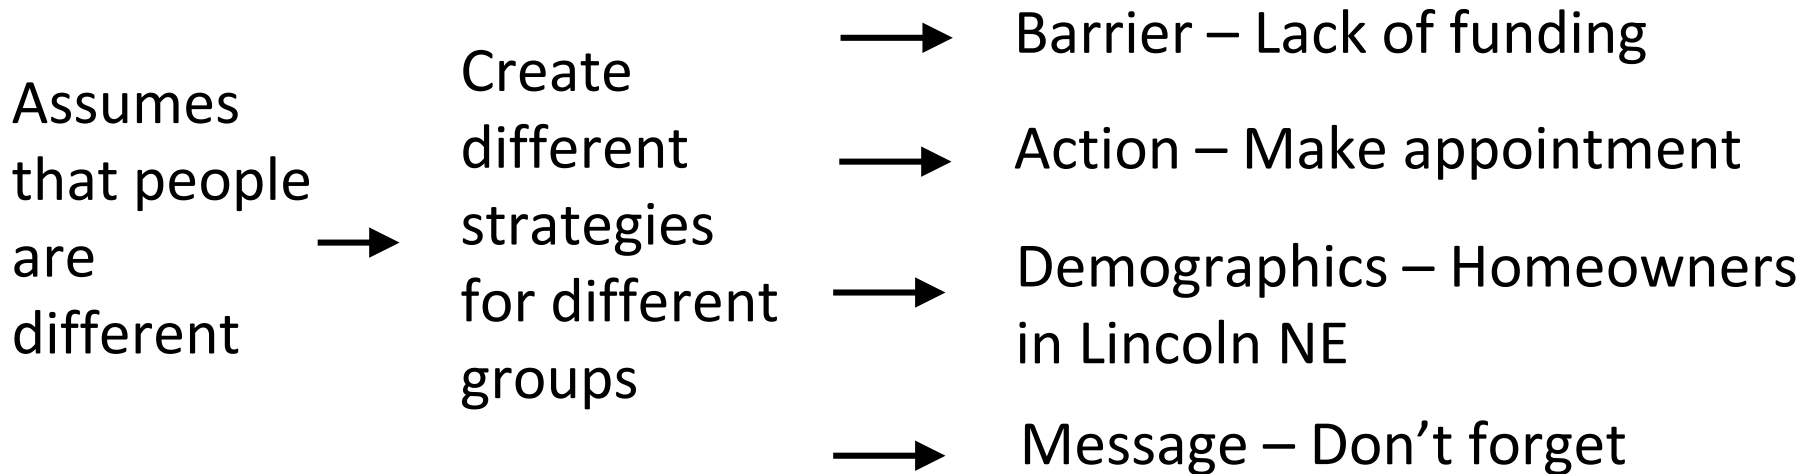 Assumes
that people
are
different
Create
different
strategies
for different
groups
Barrier – Lack of funding
Action – Make appointment
Demographics – Homeowners
in Lincoln NE
Message – Don’t forget